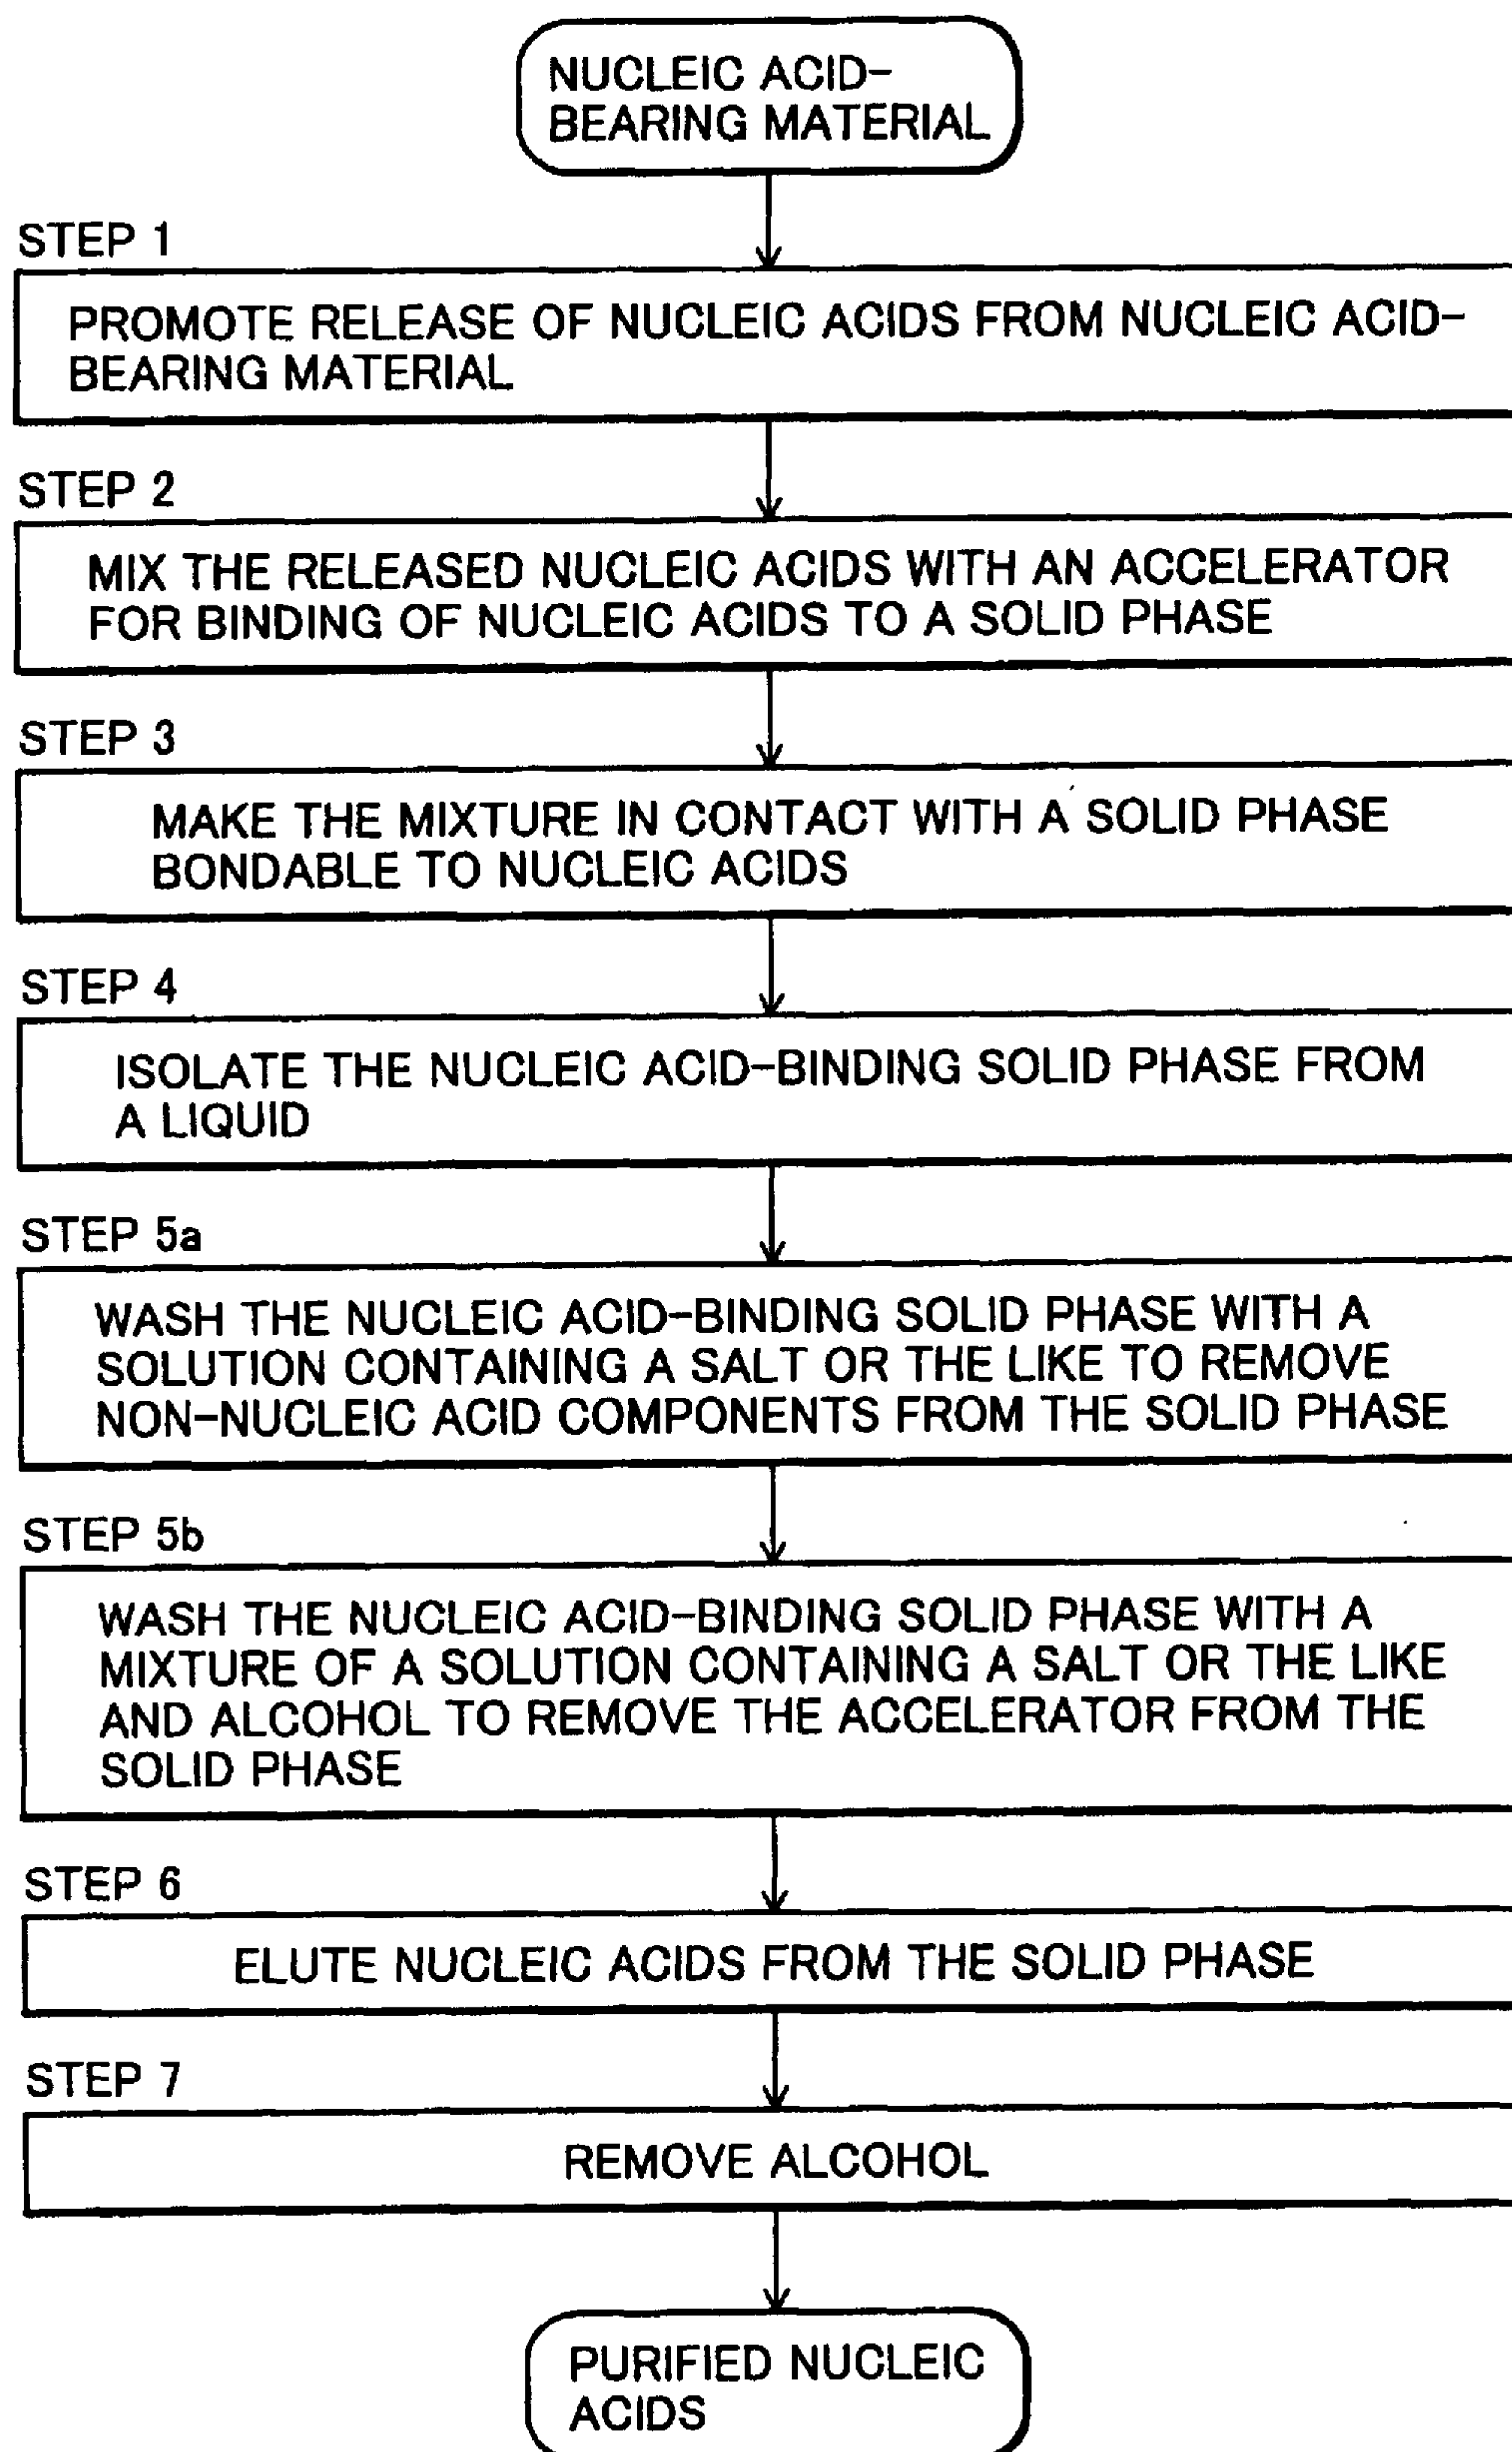 NUCLEIC ACID-
BEARING MATERIAL
STEP 1
PROMOTE RELEASE OF NUCLEIC ACIDS FROM NUCLEIC ACID-
BEARING MATERIAL
STEP 2
MIX THE RELEASED NUCLEIC ACIDS WITH AN ACCELERATOR
FOR BINDING OF NUCLEIC ACIDS TO A SOLID PHASE
STEP 3
MAKE THE MIXTURE IN CONTACT WITH A SOLID PHASE
BONDABLE TO NUCLEIC ACIDS
STEP 4
ISOLATE THE NUCLEIC ACID-BINDING SOLID PHASE FROM
A LIQUID
STEP 5a
WASH THE NUCLEIC ACID-BINDING SOLID PHASE WITH A
SOLUTION CONTAINING A SALT OR THE LIKE TO REMOVE
NON-NUCLEIC ACID COMPONENTS FROM THE SOLID PHASE
STEP 5b
WASH THE NUCLEIC ACID-BINDING SOLID PHASE WITH A
MIXTURE OF A SOLUTION CONTAINING A SALT OR THE LIKE
AND ALCOHOL TO REMOVE THE ACCELERATOR FROM THE
SOLID PHASE
STEP 6
ELUTE NUCLEIC ACIDS FROM THE SOLID PHASE
STEP 7
REMOVE ALCOHOL
PURIFIED NUCLEIC
ACIDS